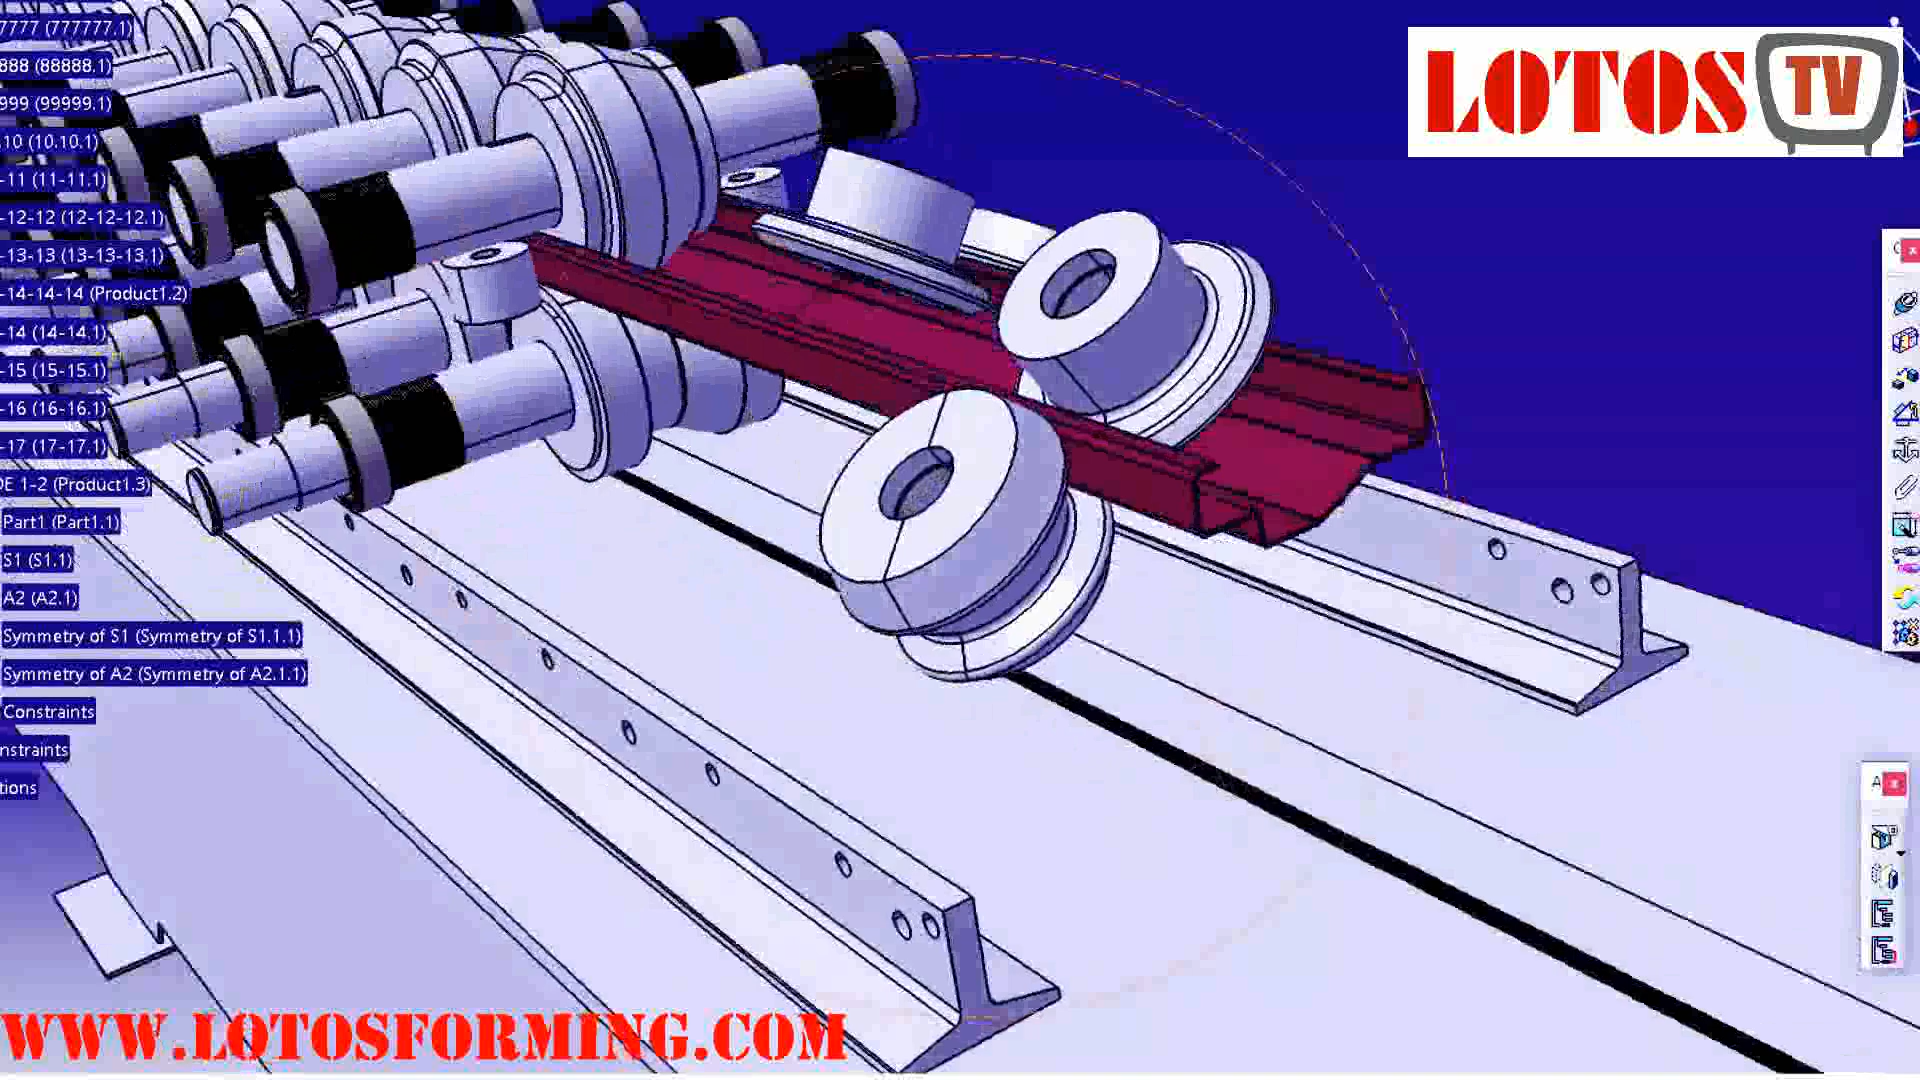 7777 (777777.1)
888 (88888.1)
999 (99999.1)
10 (10.10.1)
-11 (11-11.1)
-12-12 (12-12-12.1)
-13-13 (13-13-13.1)
-14-14-14 (Product1.2)
-14 (14-14.1)
-15 (15-15.1)
-16 (16-16.1)
-17 (17-17.1)
DE 1-2 (Product1.3)
Part1 (Part1.1)
S1 (S1.1)
A2 (A2.1)
Symmetry of S1 (Symmetry of S1.1.1)
Symmetry of A2 (Symmetry of A2.1.1)
Constraints
nstraints
tions
LOTOS TV
A
WWW.LOTOSFORMING.COM